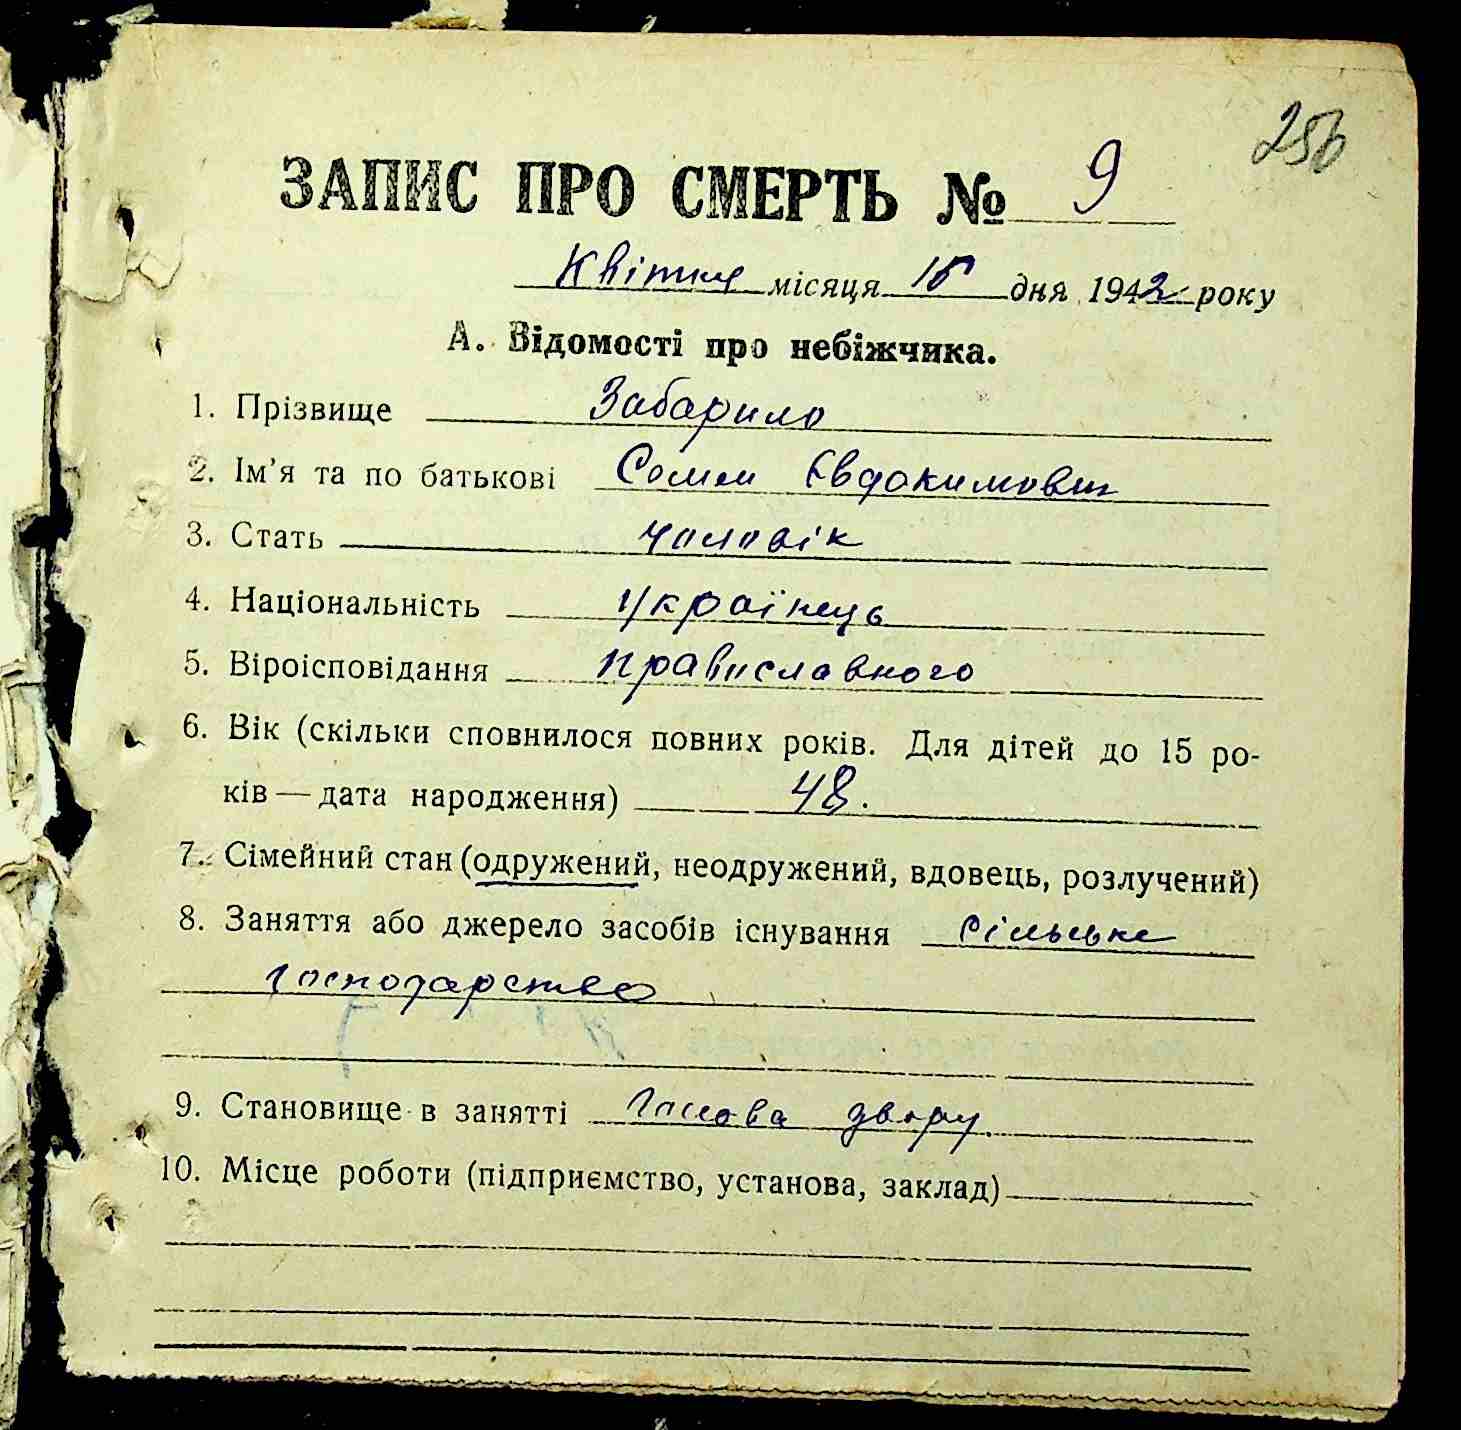 256
ЗАПИС ПРО СМЕРТЬ № 9
Квітня місяця 15 дня 1942 року
А. Відомості про небіжчика.
1. Прізвище Забарило
2. Ім’я та по батькові Семен Євдокимович
3. Стать чоловік
4. Національність українець
5. Віроісповідання православного
6. Вік (скільки сповнилося повних років. Для дітей до 15 ро-
ків — дата народження) 48.
7. Сімейний стан (одружений, неодружений, вдовець, розлучений)
8. Заняття або джерело засобів існування сільське
господарство
9. Становище в занятті Голова двору
10. Місце роботи (підприємство, установа, заклад)